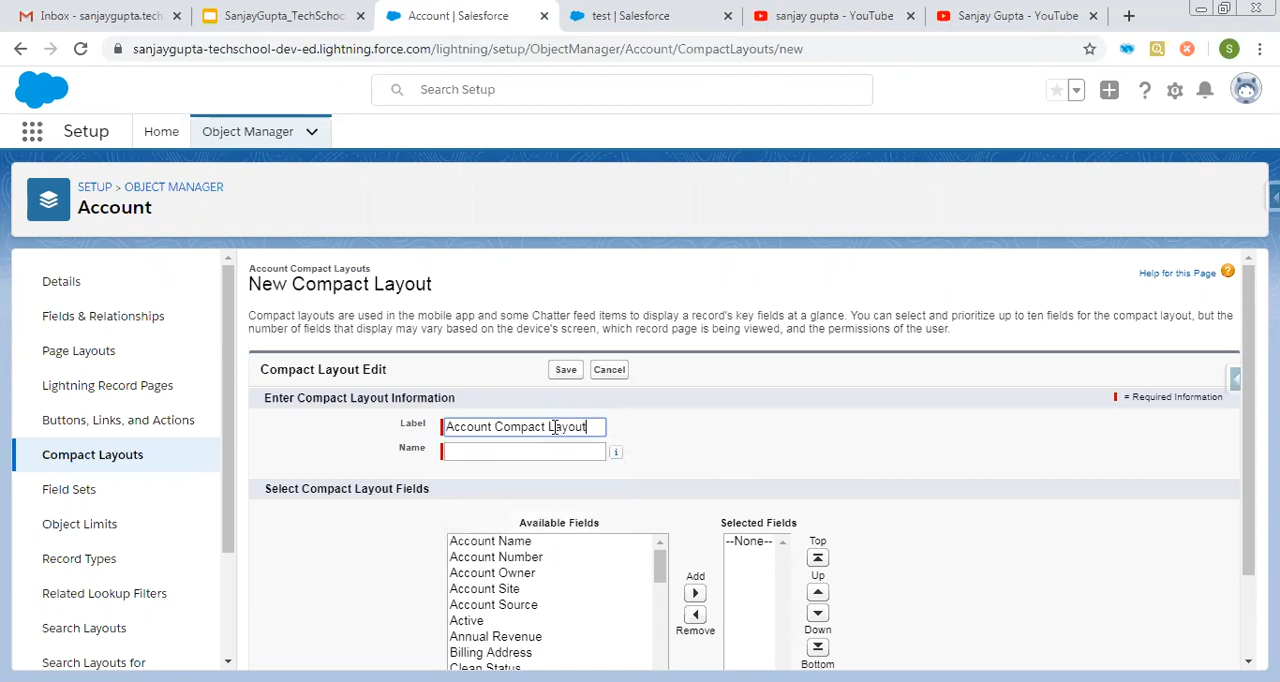 Inbox - sanjaygupta.tech
SanjayGupta_TechSchoo
Account | Salesforce
test | Salesforce
sanjay gupta - YouTube
Sanjay Gupta - YouTube
sanjaygupta-techschool-dev-ed.lightning.force.com/lightning/setup/ObjectManager/Account/CompactLayouts/new
S
Search Setup
Setup
Home
Object Manager
SETUP > OBJECT MANAGER
Account
Details
Fields & Relationships
Page Layouts
Lightning Record Pages
Buttons, Links, and Actions
Compact Layouts
Field Sets
Object Limits
Record Types
Related Lookup Filters
Search Layouts
Search Layouts for
Account Compact Layouts
New Compact Layout
Help for this Page
Compact layouts are used in the mobile app and some Chatter feed items to display a record's key fields at a glance. You can select and prioritize up to ten fields for the compact layout, but the
number of fields that display may vary based on the device's screen, which record page is being viewed, and the permissions of the user.
Compact Layout Edit
Save
Cancel
Enter Compact Layout Information
= Required Information
Label
Account Compact Layout
Name
Select Compact Layout Fields
Available Fields
Account Name
Account Number
Account Owner
Account Site
Account Source
Active
Annual Revenue
Billing Address
Clean Status
Add
Remove
Selected Fields
--None--
Top
Up
Down
Bottom